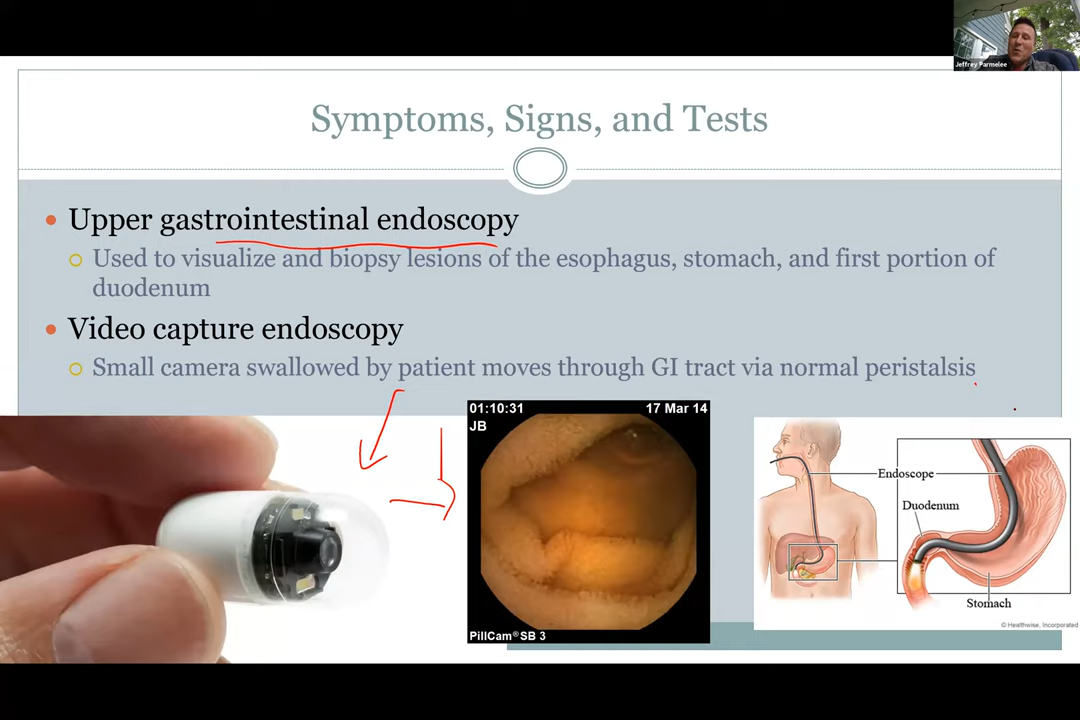 Jeffrey Parmelee
Symptoms, Signs, and Tests
Upper gastrointestinal endoscopy
Used to visualize and biopsy lesions of the esophagus, stomach, and first portion of
duodenum
Video capture endoscopy
Small camera swallowed by patient moves through GI tract via normal peristalsis
01:10:31 17 Mar 14
JB
PillCam® SB 3
Endoscope
Duodenum
Stomach
© Healthwise, Incorporated